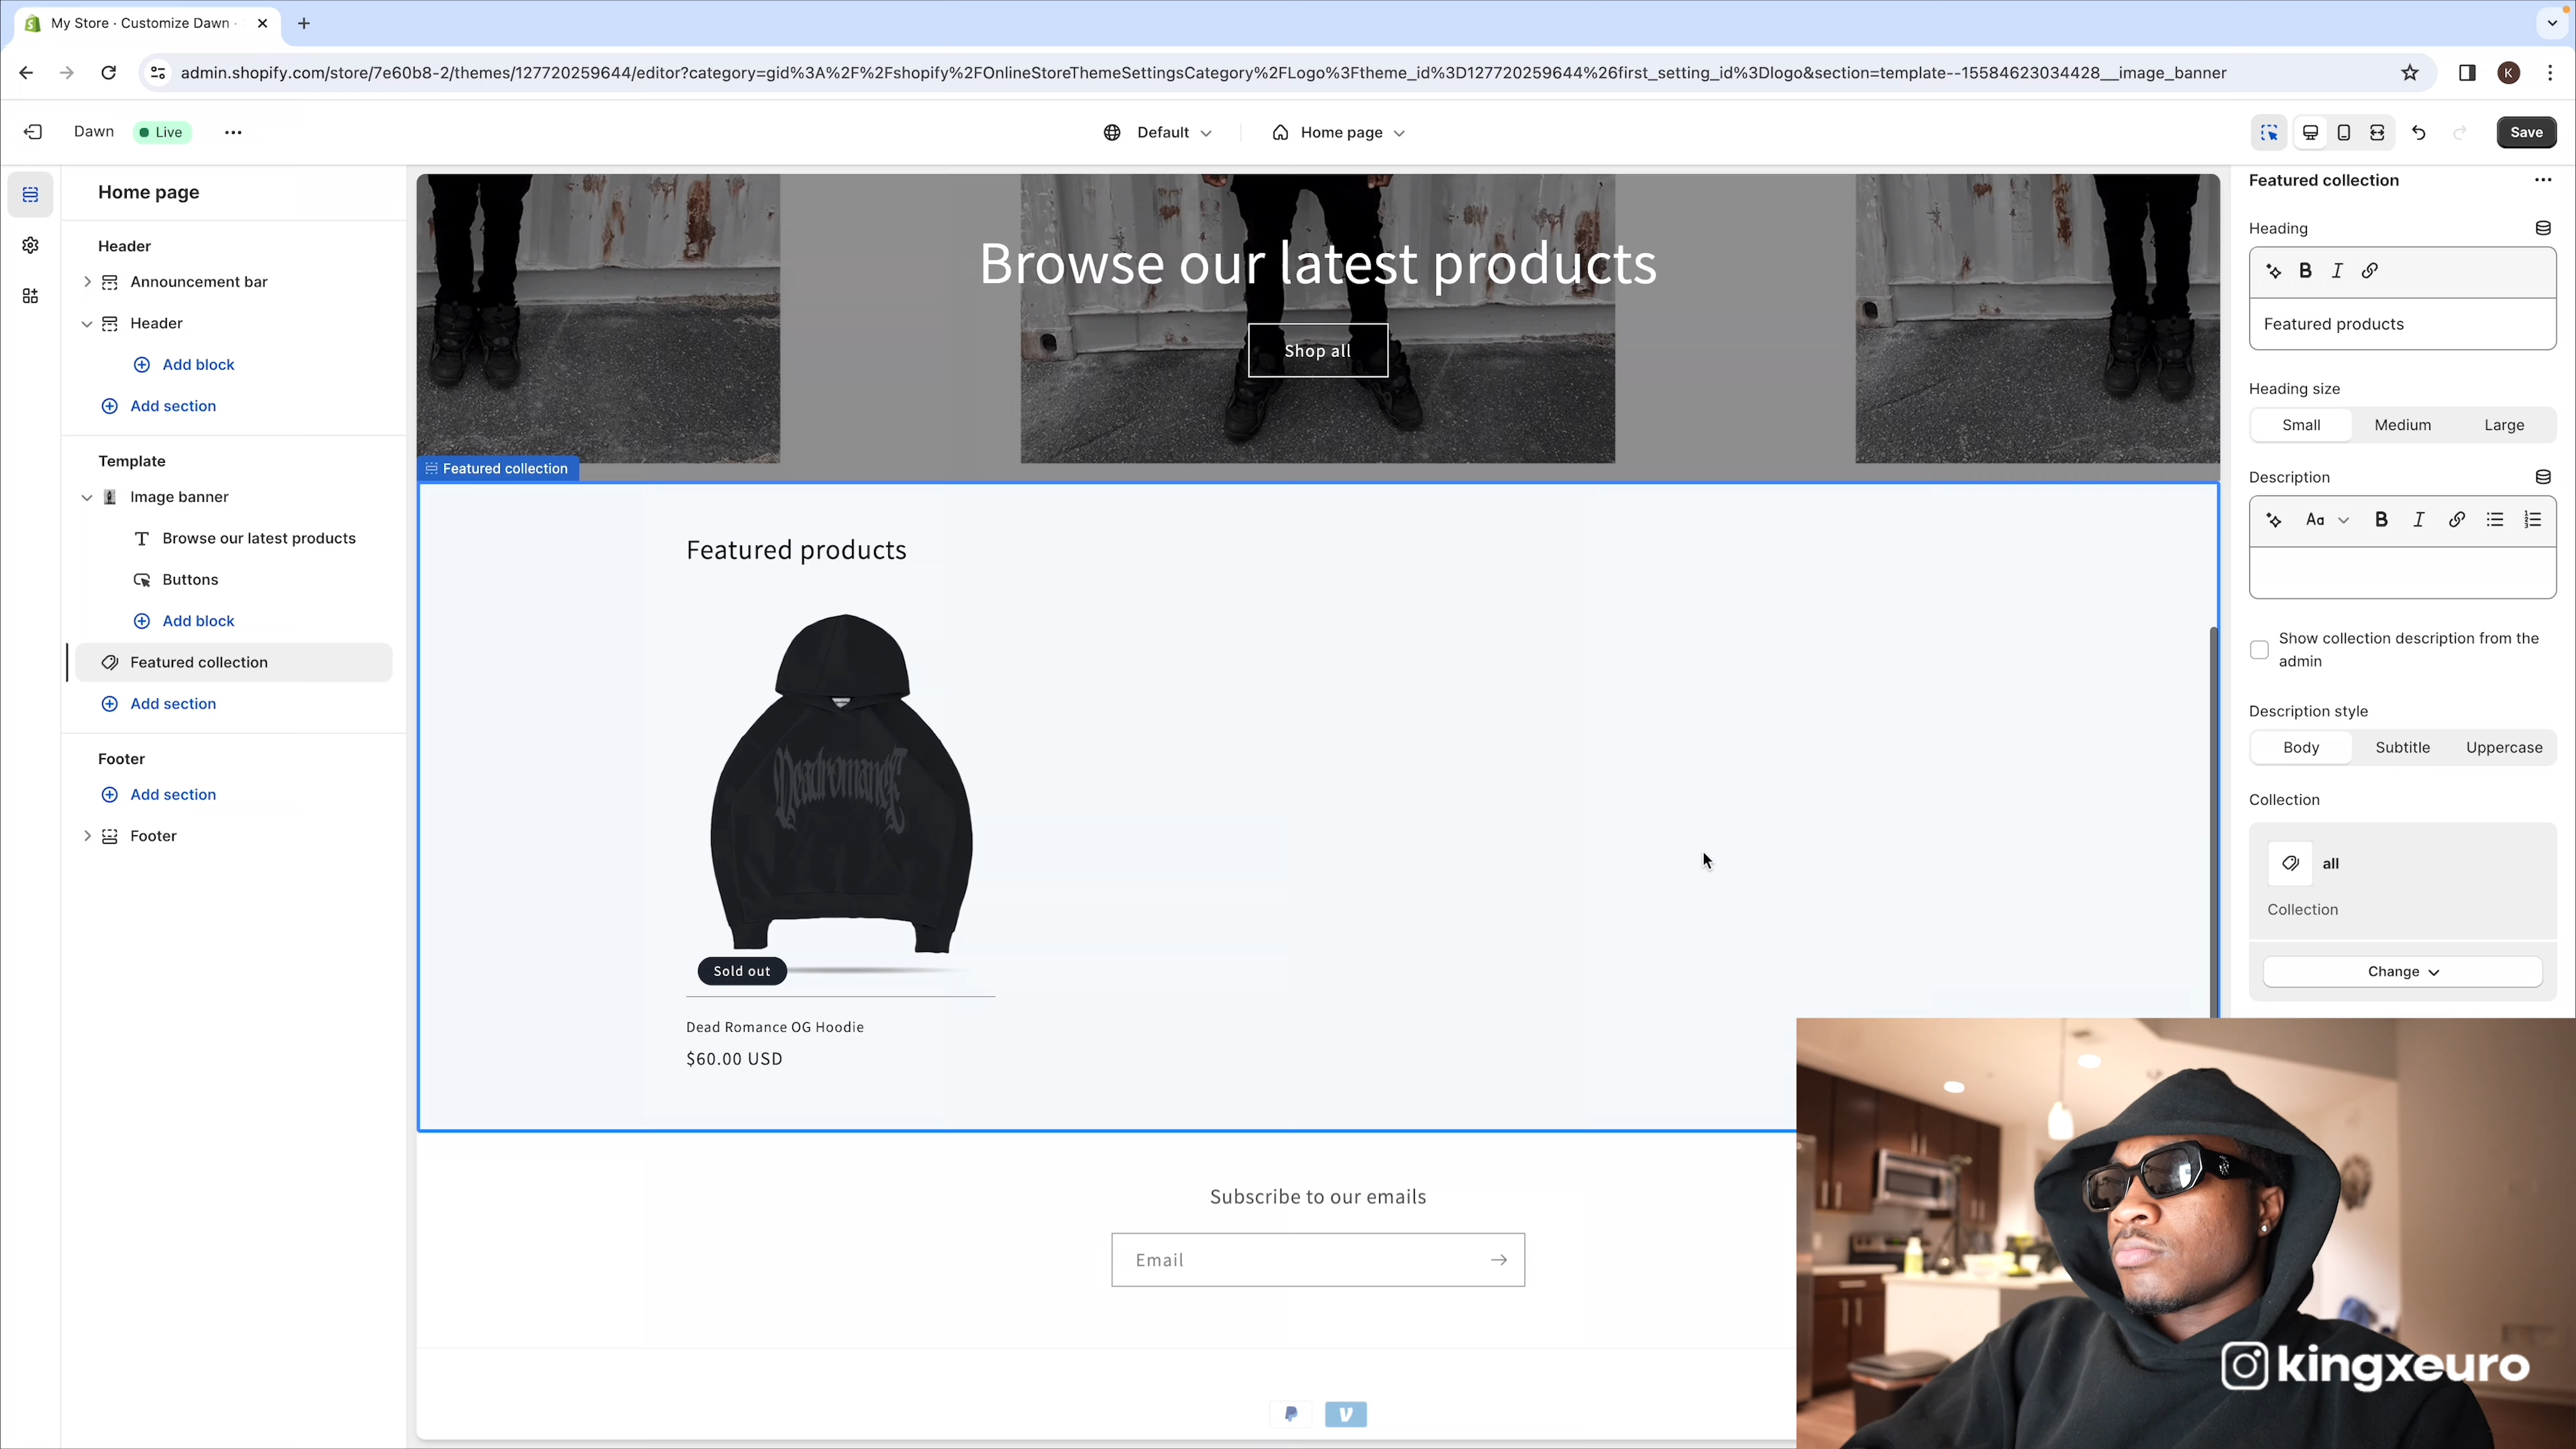 My Store · Customize Dawn ·
admin.shopify.com/store/7e60b8-2/themes/127720259644/editor?category=gid%3A%2F%2Fshopify%2FOnlineStoreThemeSettingsCategory%2FLogo%3Ftheme_id%3D127720259644%26first_setting_id%3Dlogo&section=template--15584623034428__image_banner
K
Dawn
Live
Default
Home page
Save
Home page
Header
Announcement bar
Header
Add block
Add section
Template
Image banner
Browse our latest products
Buttons
Add block
Featured collection
Add section
Footer
Add section
Footer
Browse our latest products
Shop all
Featured collection
Featured products
Deadromance
Sold out
Dead Romance OG Hoodie
$60.00 USD
Subscribe to our emails
Email
Featured collection
Heading
B I
Featured products
Heading size
Small Medium Large
Description
Aa B I
Show collection description from the
admin
Description style
Body Subtitle Uppercase
Collection
all
Collection
Change
kingxeuro